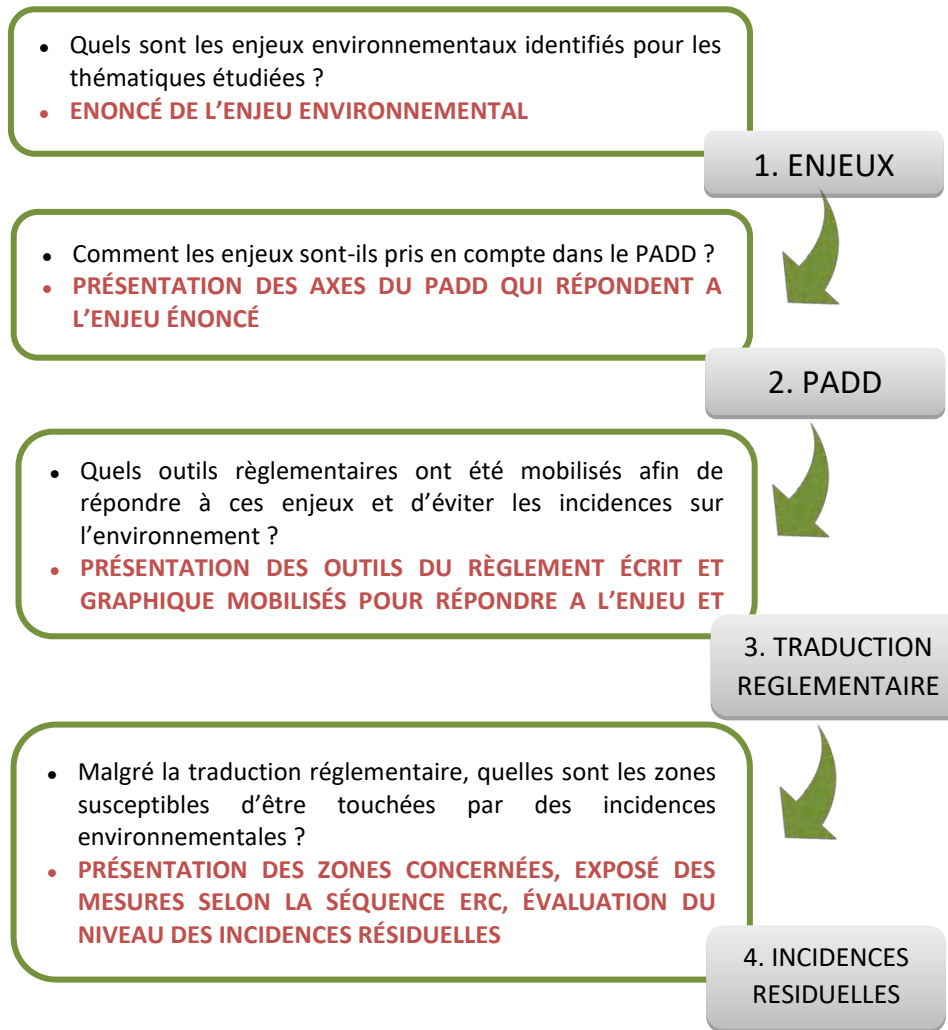 • Quels sont les enjeux environnementaux identifiés pour les
thématiques étudiées ?
• ENONCÉ DE L'ENJEU ENVIRONNEMENTAL
1. ENJEUX
• Comment les enjeux sont-ils pris en compte dans le PADD ?
• PRÉSENTATION DES AXES DU PADD QUI RÉPONDENT A
L'ENJEU ÉNONCÉ
2. PADD
• Quels outils règlementaires ont été mobilisés afin de
répondre à ces enjeux et d'éviter les incidences sur
l'environnement ?
• PRÉSENTATION DES OUTILS DU RÈGLEMENT ÉCRIT ET
GRAPHIQUE MOBILISÉS POUR RÉPONDRE A L'ENJEU ET
3. TRADUCTION
REGLEMENTAIRE
• Malgré la traduction réglementaire, quelles sont les zones
susceptibles d'être touchées par des incidences
environnementales ?
• PRÉSENTATION DES ZONES CONCERNÉES, EXPOSÉ DES
MESURES SELON LA SÉQUENCE ERC, ÉVALUATION DU
NIVEAU DES INCIDENCES RÉSIDUELLES
4. INCIDENCES
RESIDUELLES